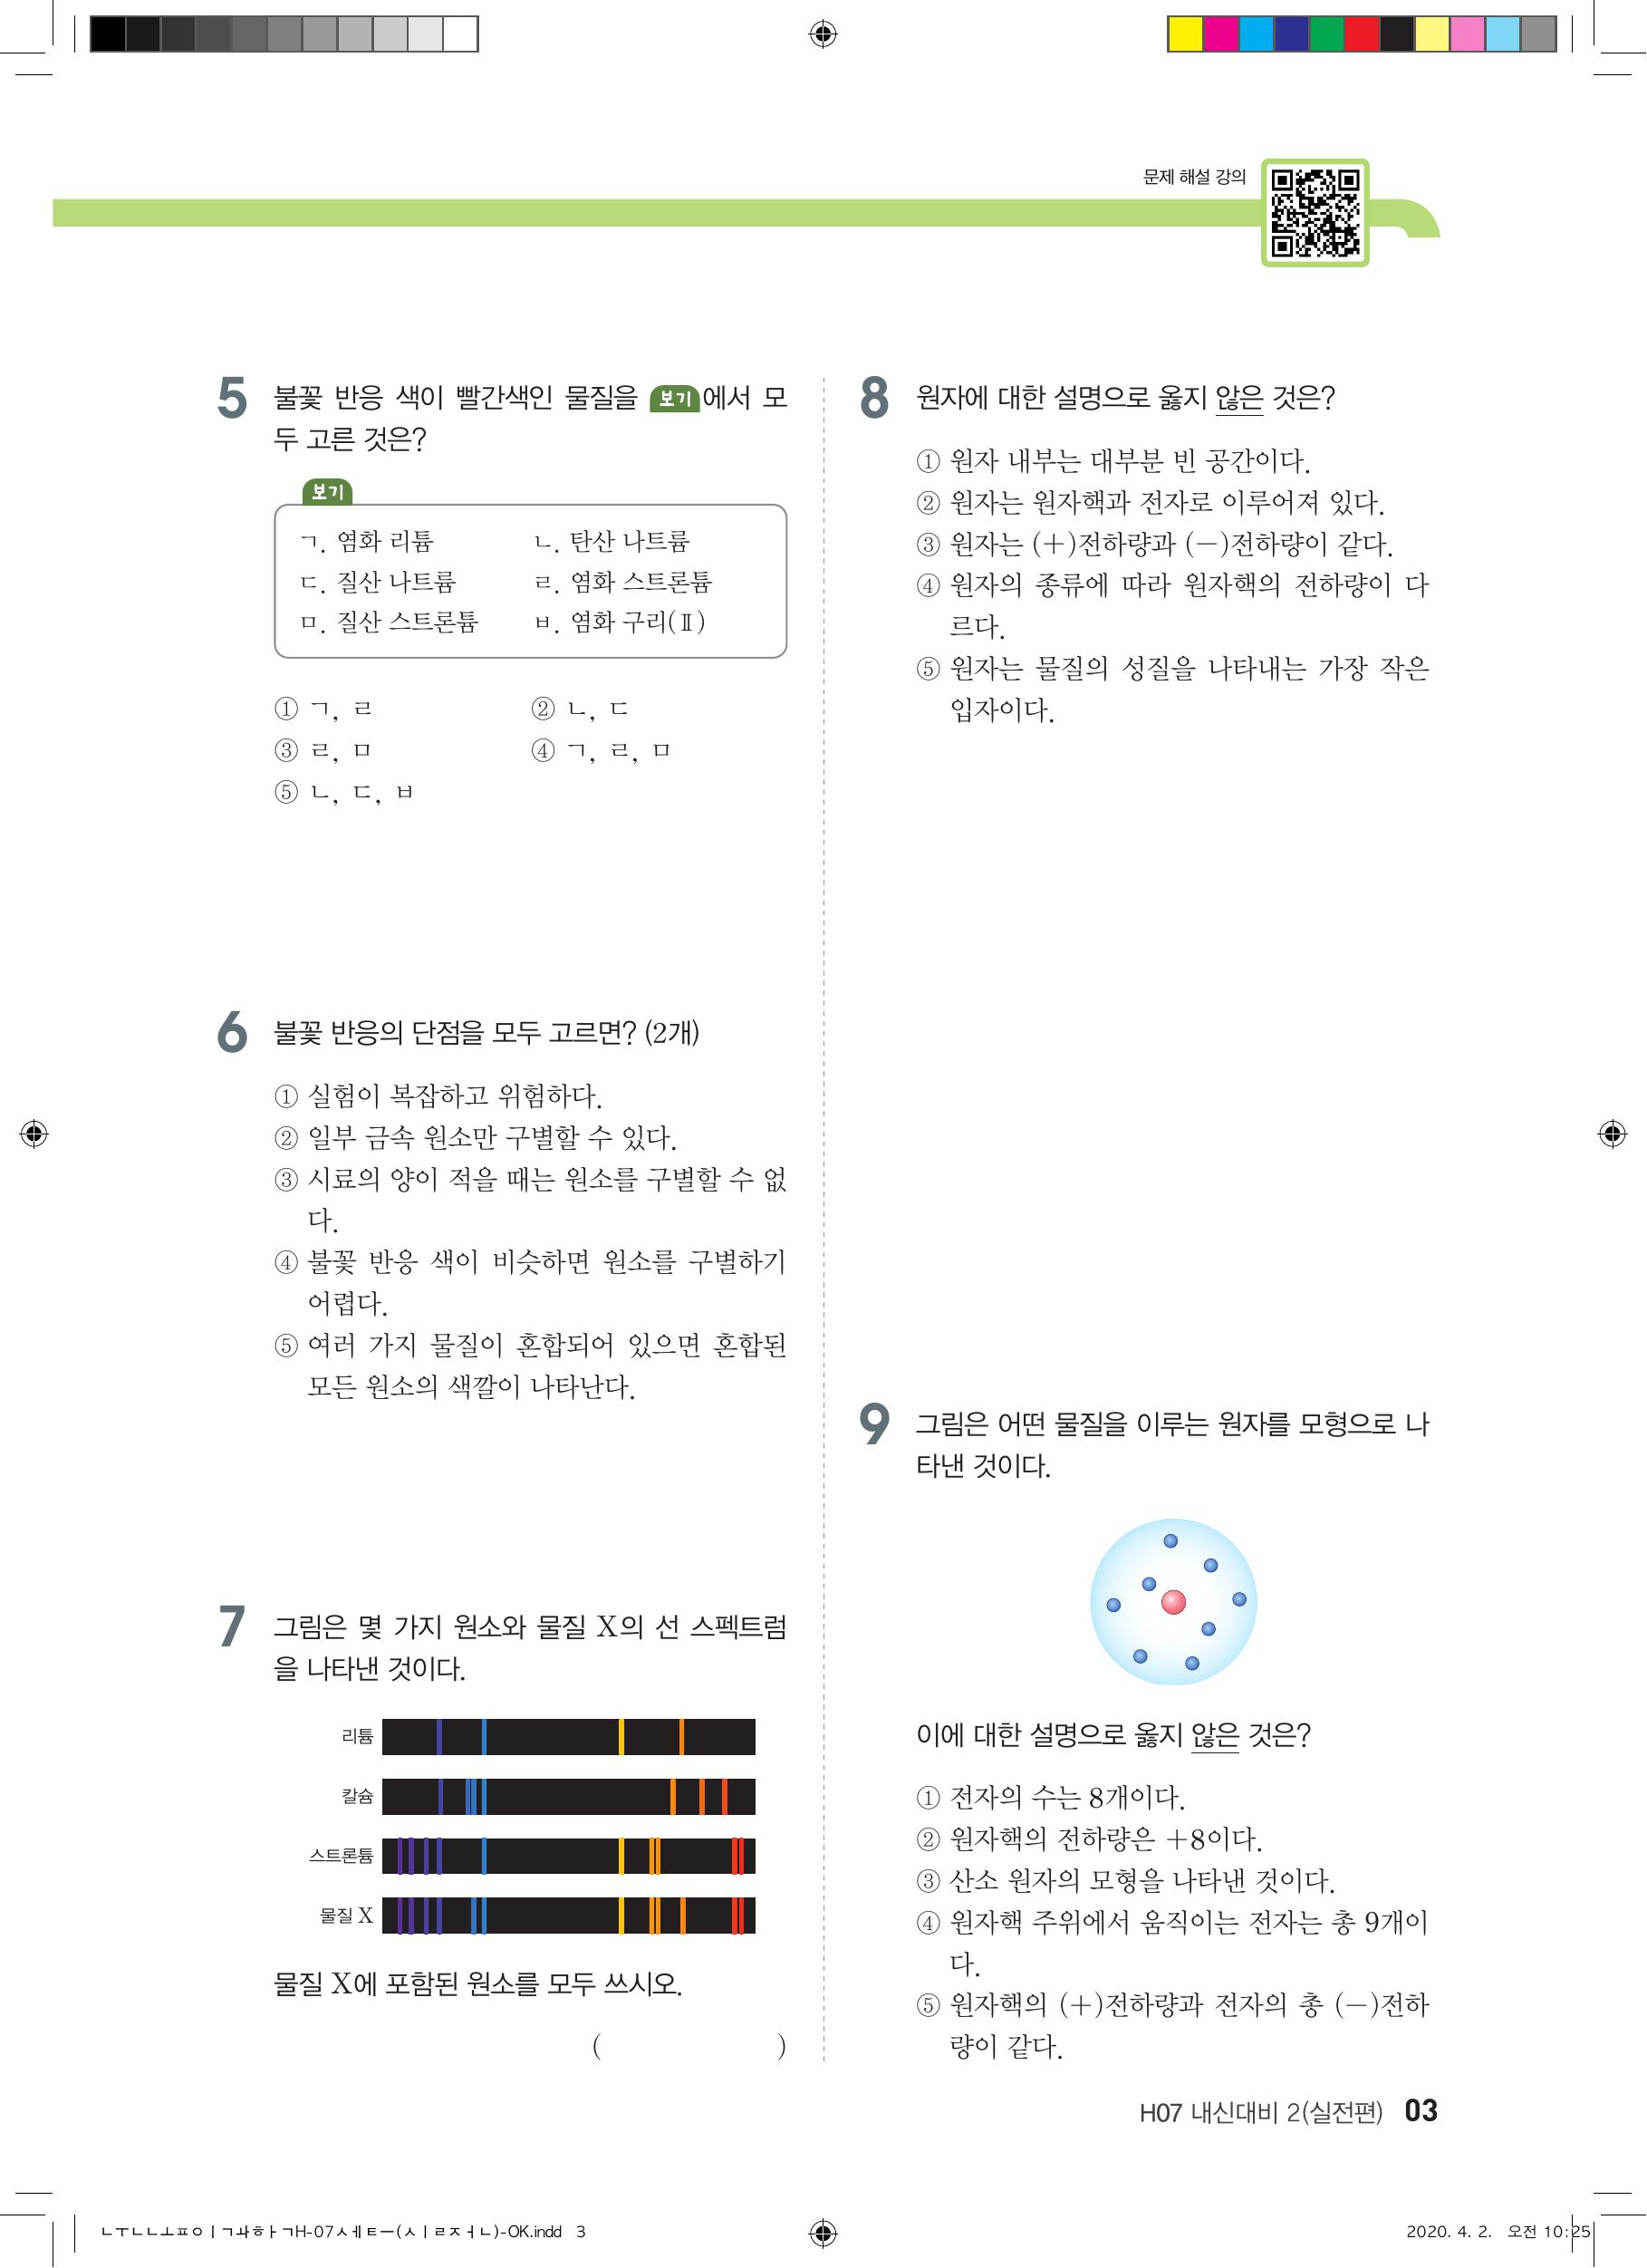 문제 해설 강의
5 불꽃 반응 색이 빨간색인 물질을 보기에서 모
두 고른 것은?
보기
ㄱ. 염화 리튬 ㄴ. 탄산 나트륨
ㄷ. 질산 나트륨 ㄹ. 염화 스트론튬
ㅁ. 질산 스트론튬 ㅂ. 염화 구리(Ⅱ)
① ㄱ, ㄹ ② ㄴ, ㄷ
③ ㄹ, ㅁ ④ ㄱ, ㄹ, ㅁ
⑤ ㄴ, ㄷ, ㅂ
6 불꽃 반응의 단점을 모두 고르면? (2개)
① 실험이 복잡하고 위험하다.
② 일부 금속 원소만 구별할 수 있다.
③ 시료의 양이 적을 때는 원소를 구별할 수 없
다.
④ 불꽃 반응 색이 비슷하면 원소를 구별하기
어렵다.
⑤ 여러 가지 물질이 혼합되어 있으면 혼합된
모든 원소의 색깔이 나타난다.
7 그림은 몇 가지 원소와 물질 X의 선 스펙트럼
을 나타낸 것이다.
리튬
칼슘
스트론튬
물질 X
물질 X에 포함된 원소를 모두 쓰시오.
( )
8 원자에 대한 설명으로 옳지 않은 것은?
① 원자 내부는 대부분 빈 공간이다.
② 원자는 원자핵과 전자로 이루어져 있다.
③ 원자는 (+)전하량과 (-)전하량이 같다.
④ 원자의 종류에 따라 원자핵의 전하량이 다
르다.
⑤ 원자는 물질의 성질을 나타내는 가장 작은
입자이다.
9 그림은 어떤 물질을 이루는 원자를 모형으로 나
타낸 것이다.
이에 대한 설명으로 옳지 않은 것은?
① 전자의 수는 8개이다.
② 원자핵의 전하량은 +8이다.
③ 산소 원자의 모형을 나타낸 것이다.
④ 원자핵 주위에서 움직이는 전자는 총 9개이
다.
⑤ 원자핵의 (+)전하량과 전자의 총 (-)전하
량이 같다.
H07 내신대비 2(실전편) 03
ㄴㅜㄴㄴㅗㅍㅇㅣㄱㅘㅎㅏㄱH-07ㅅㅔㅌㅡ(ㅅㅣㄹㅈㅓㄴ)-OK.indd 3
2020. 4. 2. 오전 10:25